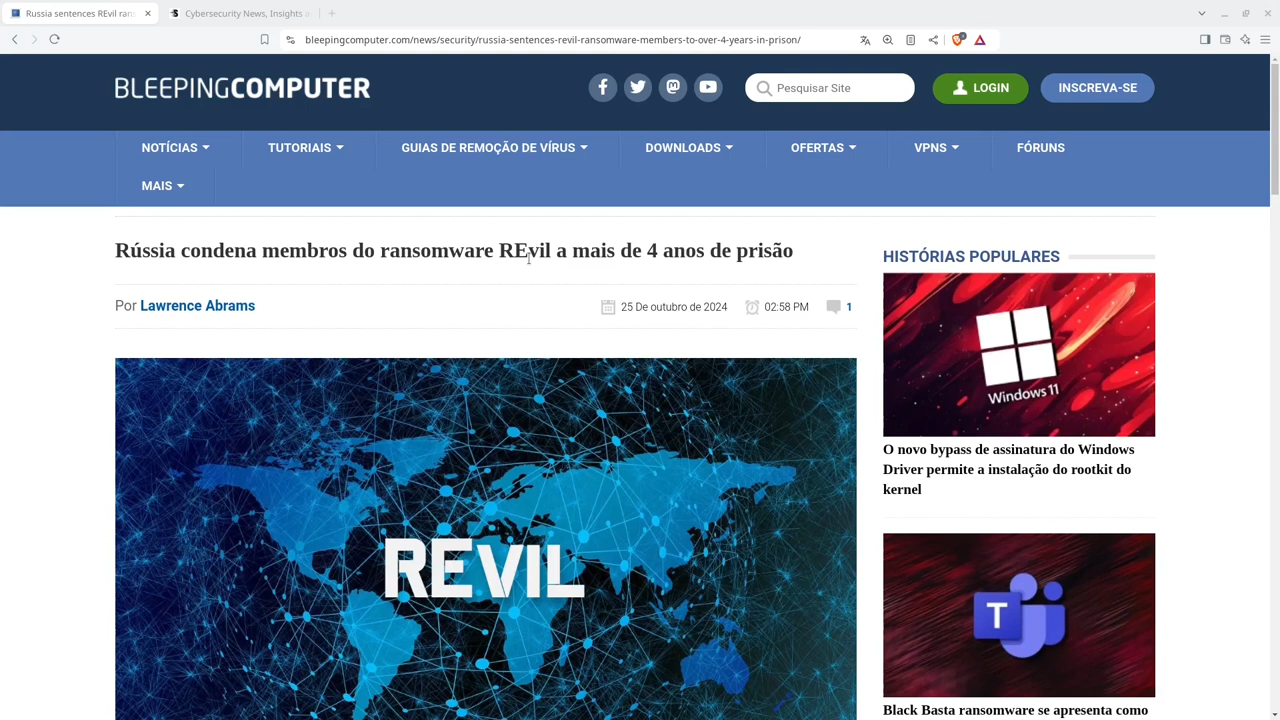 Russia sentences REvil ran
Cybersecurity News, Insights a
bleepingcomputer.com/news/security/russia-sentences-revil-ransomware-members-to-over-4-years-in-prison/
BLEEPINGCOMPUTER
Pesquisar Site
LOGIN
INSCREVA-SE
NOTÍCIAS
TUTORIAIS
GUIAS DE REMOÇÃO DE VÍRUS
DOWNLOADS
OFERTAS
VPNS
FÓRUNS
MAIS
Rússia condena membros do ransomware REvil a mais de 4 anos de prisão
Por Lawrence Abrams
25 De outubro de 2024
02:58 PM
1
REVIL
HISTÓRIAS POPULARES
Windows 11
O novo bypass de assinatura do Windows
Driver permite a instalação do rootkit do
kernel
T
Black Basta ransomware se apresenta como